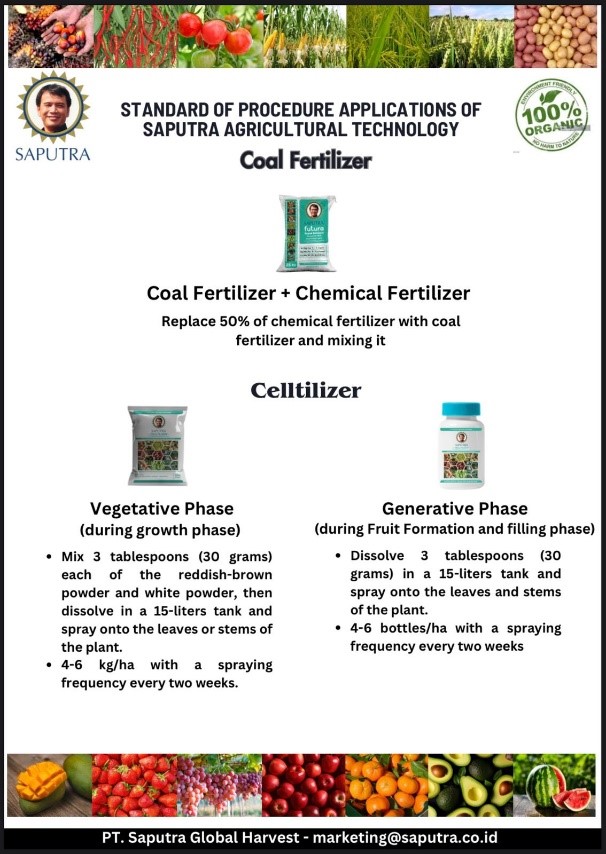 STANDARD OF PROCEDURE APPLICATIONS OF
SAPUTRA AGRICULTURAL TECHNOLOGY
SAPUTRA
ENVIRONMENT FRIENDLY
100%
ORGANIC
NO HARM TO NATURE
Coal Fertilizer
SAPUTRA
futura
Coal Fertilizer + Chemical Fertilizer
Replace 50% of chemical fertilizer with coal
fertilizer and mixing it
Celltilizer
Vegetative Phase
(during growth phase)
• Mix 3 tablespoons (30 grams)
each of the reddish-brown
powder and white powder, then
dissolve in a 15-liters tank and
spray onto the leaves or stems of
the plant.
• 4-6 kg/ha with a spraying
frequency every two weeks.
Generative Phase
(during Fruit Formation and filling phase)
• Dissolve 3 tablespoons (30
grams) in a 15-liters tank and
spray onto the leaves and stems
of the plant.
• 4-6 bottles/ha with a spraying
frequency every two weeks
PT. Saputra Global Harvest - marketing@saputra.co.id